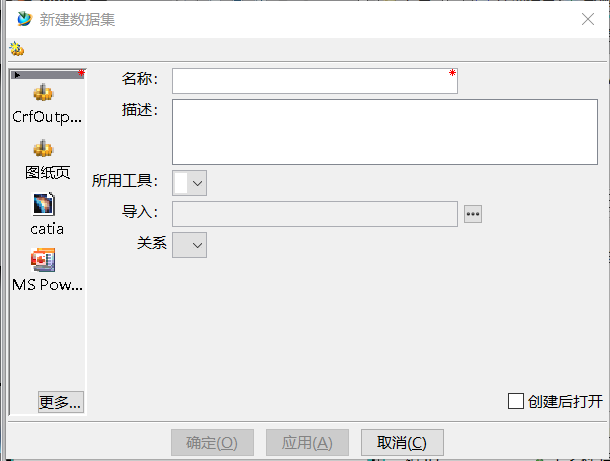 新建数据集
名称:
*
*
CrfOutp...
描述:
图纸页
所用工具:
catia
导入:
...
关系
MS Pow...
更多...
创建后打开
确定(O)
应用(A)
取消(C)